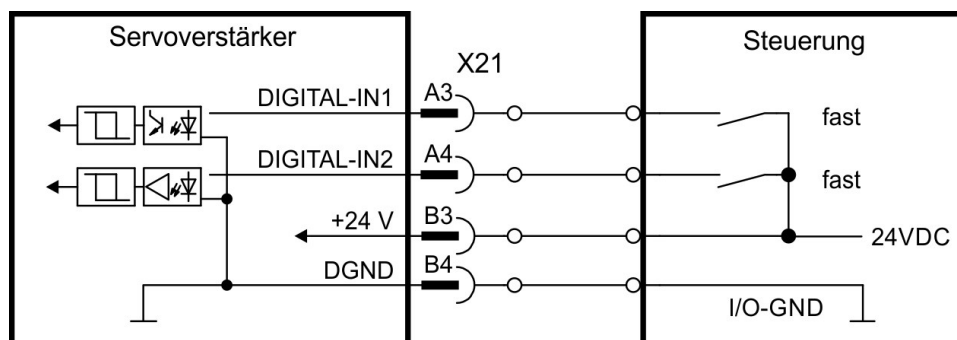 Servoverstärker
Steuerung
X21
DIGITAL-IN1
A3
fast
DIGITAL-IN2
A4
fast
+24 V
B3
24VDC
DGND
B4
I/O-GND